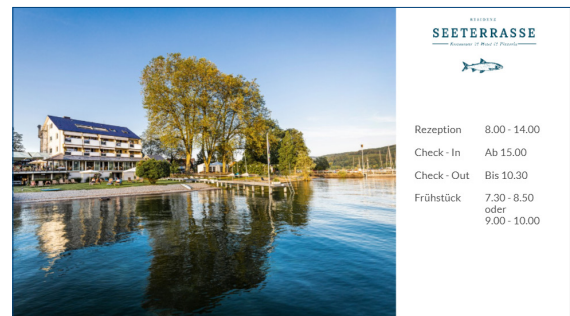 SEETERRASSE
Rezeption 8.00 - 14.00
Check - In Ab 15.00
Check - Out Bis 10.30
Frühstück 7.30 - 8.50
oder
9.00 - 10.00